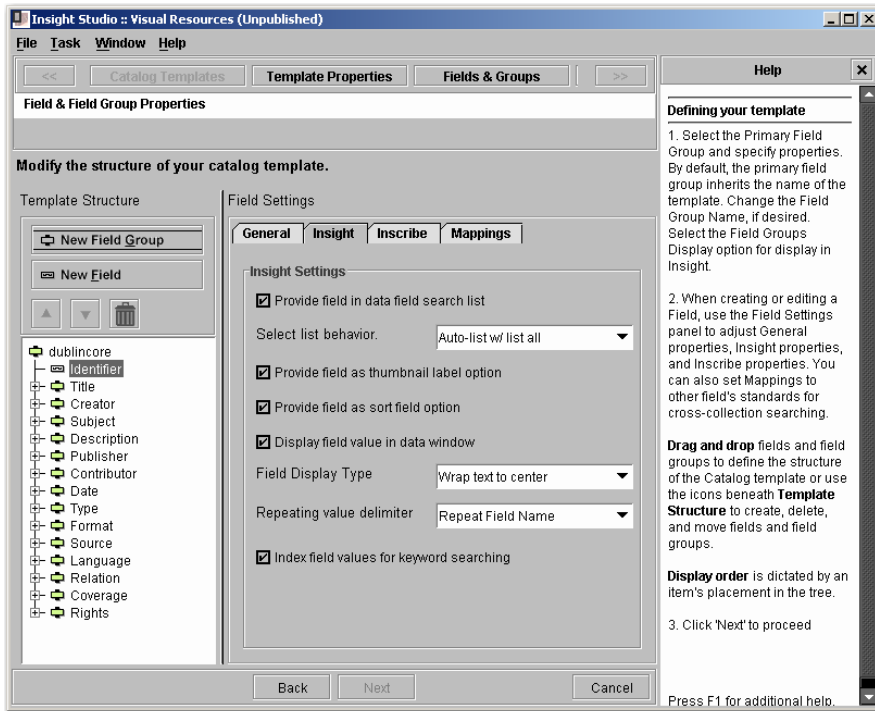 Insight Studio :: Visual Resources (Unpublished)
File Task Window Help
<< Catalog Templates Template Properties Fields & Groups >>
Field & Field Group Properties
Modify the structure of your catalog template.
Template Structure
New Field Group
New Field
dublincore
Identifier
Title
Creator
Subject
Description
Publisher
Contributor
Date
Type
Format
Source
Language
Relation
Coverage
Rights
Field Settings
General Insight Inscribe Mappings
Insight Settings
Provide field in data field search list
Select list behavior. Auto-list w/ list all
Provide field as thumbnail label option
Provide field as sort field option
Display field value in data window
Field Display Type Wrap text to center
Repeating value delimiter Repeat Field Name
Index field values for keyword searching
Back Next Cancel
Help
Defining your template
1. Select the Primary Field
Group and specify properties.
By default, the primary field
group inherits the name of the
template. Change the Field
Group Name, if desired.
Select the Field Groups
Display option for display in
Insight.
2. When creating or editing a
Field, use the Field Settings
panel to adjust General
properties, Insight properties,
and Inscribe properties. You
can also set Mappings to
other field's standards for
cross-collection searching.
Drag and drop fields and field
groups to define the structure
of the Catalog template or use
the icons beneath Template
Structure to create, delete,
and move fields and field
groups.
Display order is dictated by an
item's placement in the tree.
3. Click 'Next' to proceed
Press F1 for additional help.